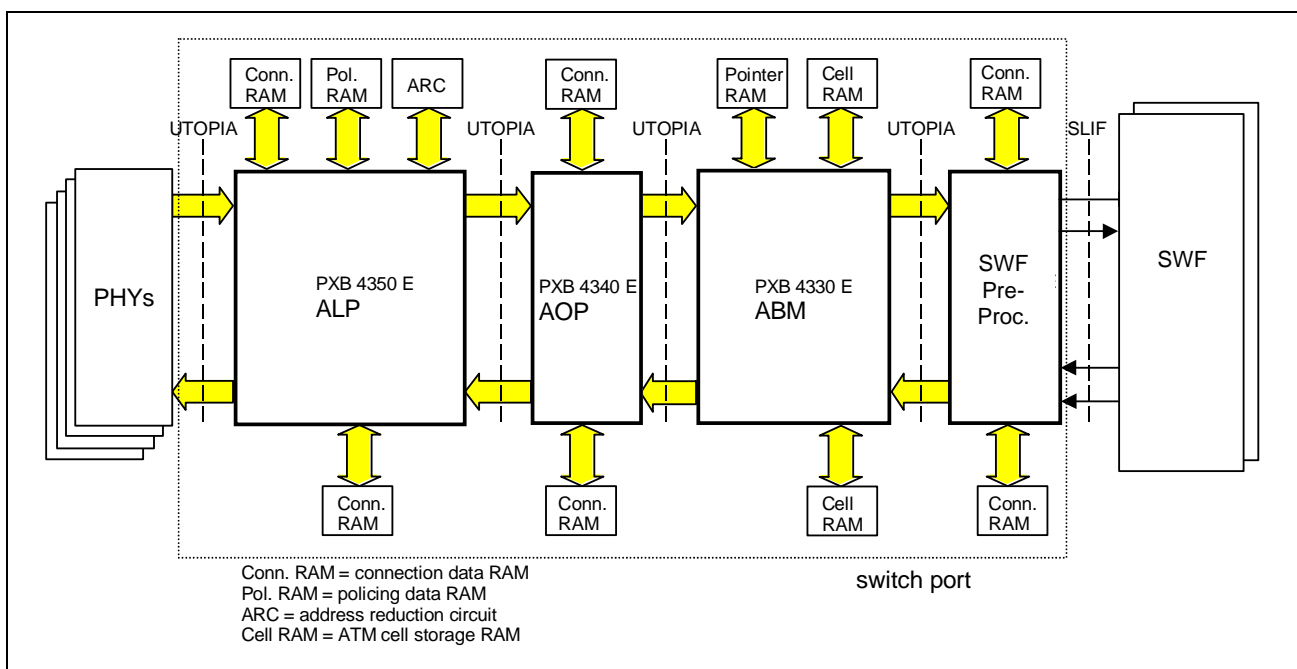 Conn.
RAM
Pol.
RAM
ARC
Conn.
RAM
Pointer
RAM
Cell
RAM
Conn.
RAM
UTOPIA
UTOPIA
UTOPIA
UTOPIA
SLIF
PHYs
PXB 4350 E
ALP
PXB 4340 E
AOP
PXB 4330 E
ABM
SWF
Pre-
Proc.
SWF
Conn.
RAM
Conn.
RAM
Cell
RAM
Conn.
RAM
Conn. RAM = connection data RAM
Pol. RAM = policing data RAM
ARC = address reduction circuit
Cell RAM = ATM cell storage RAM
switch port